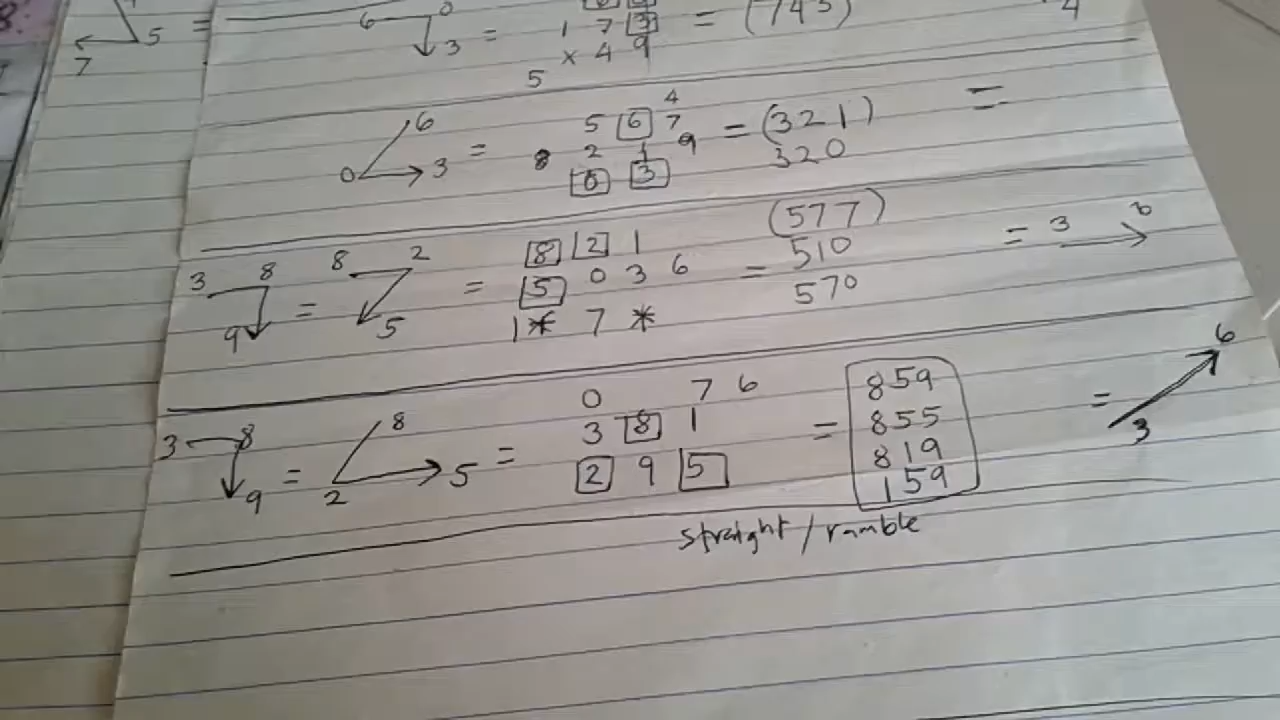 5 =
7
6 0
3 = 1 7 3 = (743)
× 4 9
5
4
6 5 6 7
0 3 = 8 2 1 9 = (321) =
0 3 320
(577)
3 8 8 2 8 2 1 510 = 3
9 = 5 = 5 0 3 6 = 570
1* 7 *
0 7 6 859 6
3 8 8 3 8 1 855 =
9 = 2 5 = 2 9 5 = 819 3
159
straight/ramble